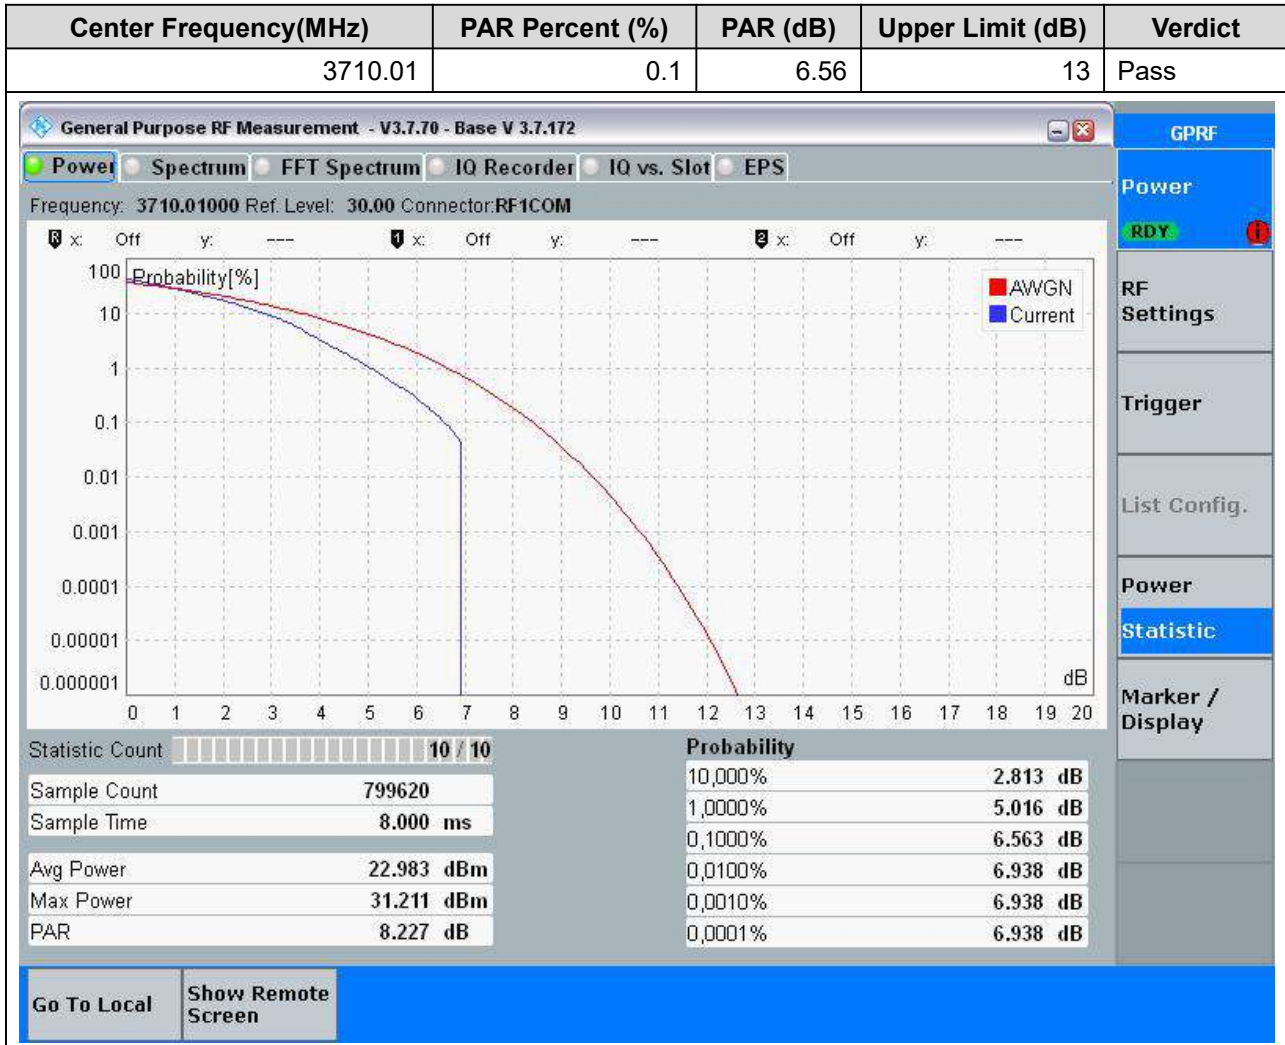 Center Frequency(MHz) PAR Percent (%) PAR (dB) Upper Limit (dB) Verdict
3710.01 0.1 6.56 13 Pass
General Purpose RF Measurement - V3.7.70 - Base V 3.7.172
GPRF
Power Spectrum FFT Spectrum IQ Recorder IQ vs. Slot EPS
Power
RDY
Frequency: 3710.01000 Ref. Level: 30.00 Connector:RF1COM
R x: Off y: --- 1 x: Off y: --- 2 x: Off y: ---
Probability[%]
AWGN
Current
100
10
1
0.1
0.01
0.001
0.0001
0.00001
0.000001
dB
0 1 2 3 4 5 6 7 8 9 10 11 12 13 14 15 16 17 18 19 20
RF
Settings
Trigger
List Config.
Power
Statistic
Marker /
Display
Statistic Count 10 / 10
Sample Count 799620
Sample Time 8.000 ms
Avg Power 22.983 dBm
Max Power 31.211 dBm
PAR 8.227 dB
Probability
10,000% 2.813 dB
1,0000% 5.016 dB
0,1000% 6.563 dB
0,0100% 6.938 dB
0,0010% 6.938 dB
0,0001% 6.938 dB
Go To Local
Show Remote
Screen